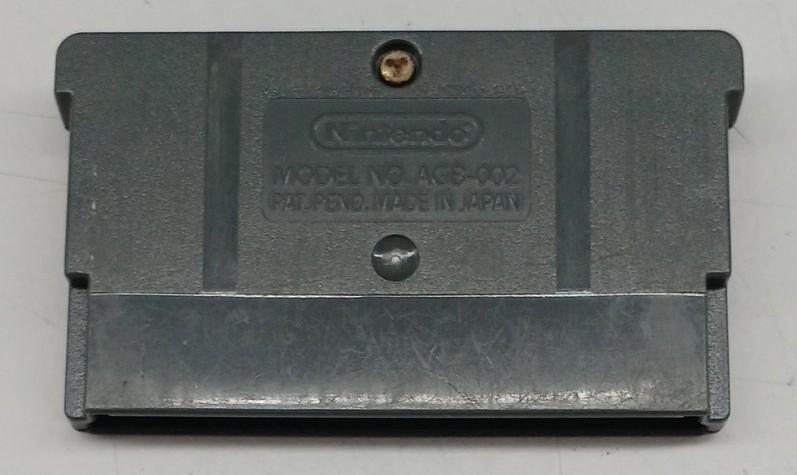 Nintendo
MODEL NO. AGB-002
PAT. PEND. MADE IN JAPAN